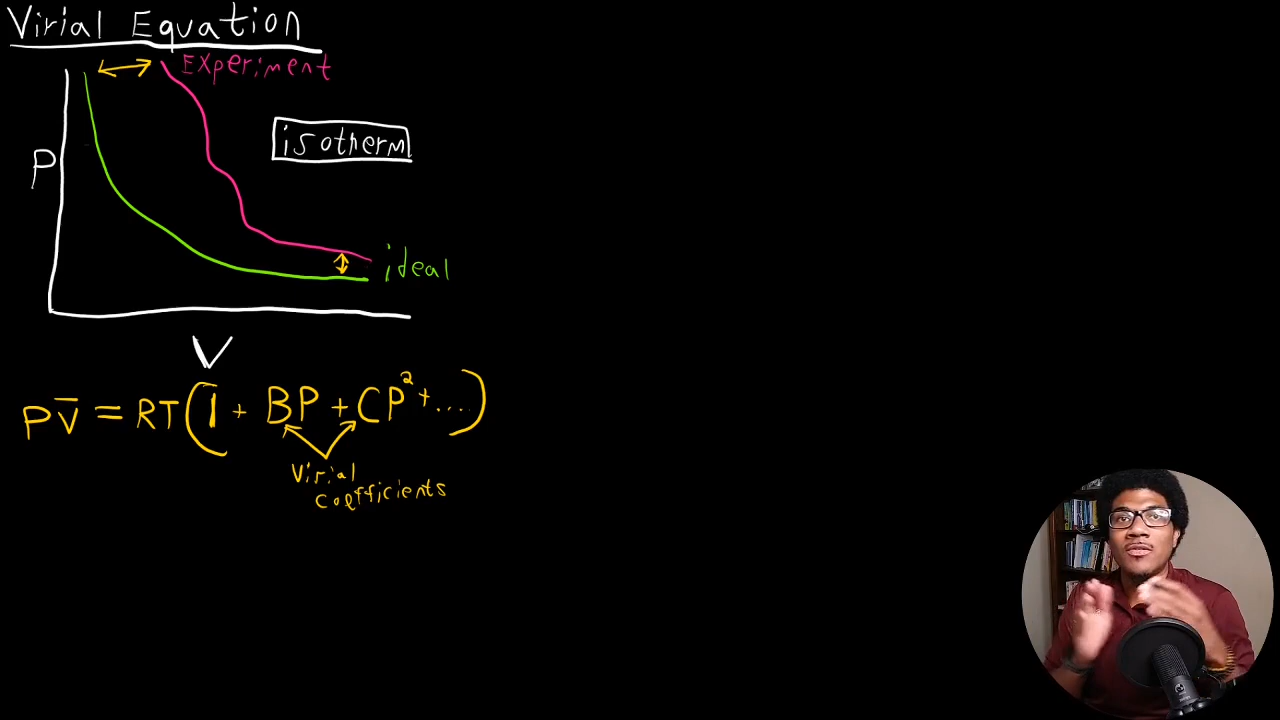 Virial Equation
Experiment
isotherm
P
ideal
V
PV̅ = RT(1 + BP + CP² + ....)
Virial
coefficients